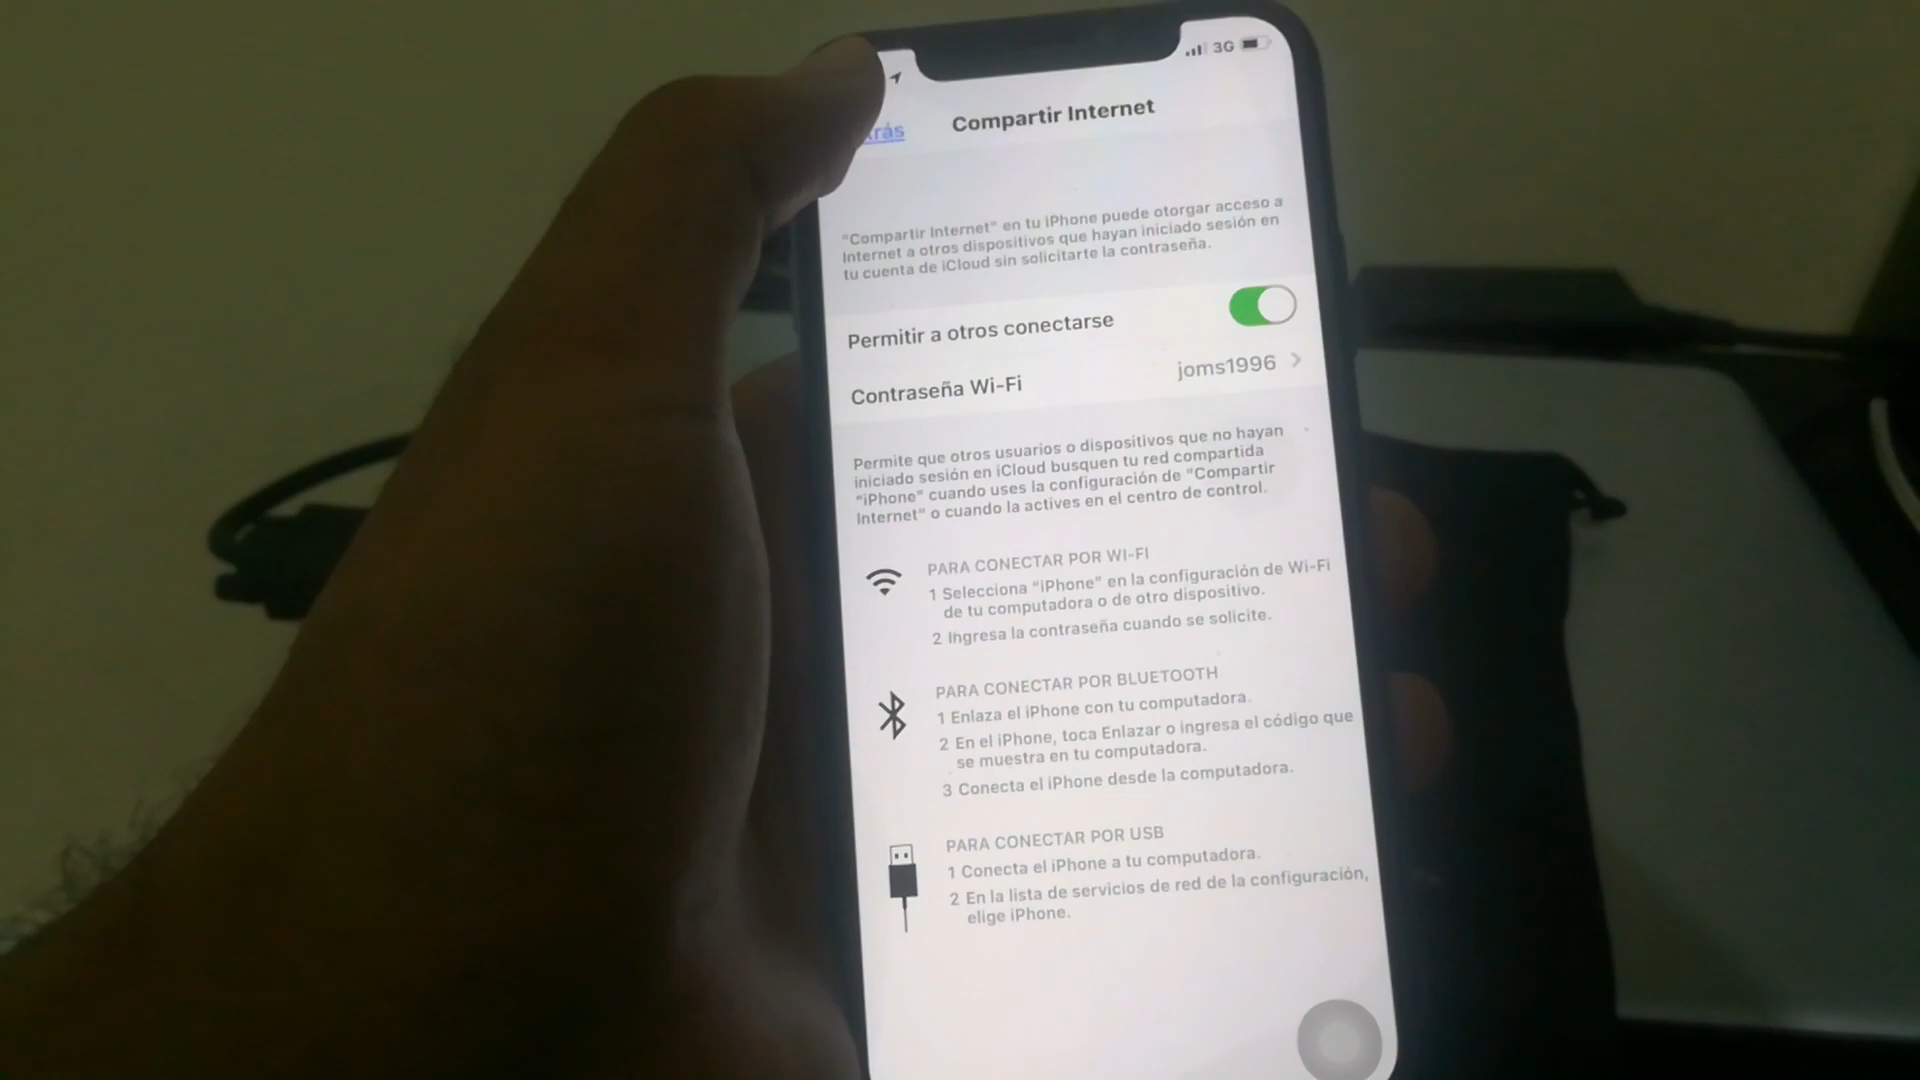 3G
Compartir Internet
"Compartir Internet" en tu iPhone puede otorgar acceso a
Internet a otros dispositivos que hayan iniciado sesión en
tu cuenta de iCloud sin solicitarte la contraseña.
Permitir a otros conectarse
Contraseña Wi-Fi joms1996
Permite que otros usuarios o dispositivos que no hayan
iniciado sesión en iCloud busquen tu red compartida
"iPhone" cuando uses la configuración de "Compartir
Internet" o cuando la actives en el centro de control.
PARA CONECTAR POR WI-FI
1 Selecciona "iPhone" en la configuración de Wi-Fi
de tu computadora o de otro dispositivo.
2 Ingresa la contraseña cuando se solicite.
PARA CONECTAR POR BLUETOOTH
1 Enlaza el iPhone con tu computadora.
2 En el iPhone, toca Enlazar o ingresa el código que
se muestra en tu computadora.
3 Conecta el iPhone desde la computadora.
PARA CONECTAR POR USB
1 Conecta el iPhone a tu computadora.
2 En la lista de servicios de red de la configuración,
elige iPhone.